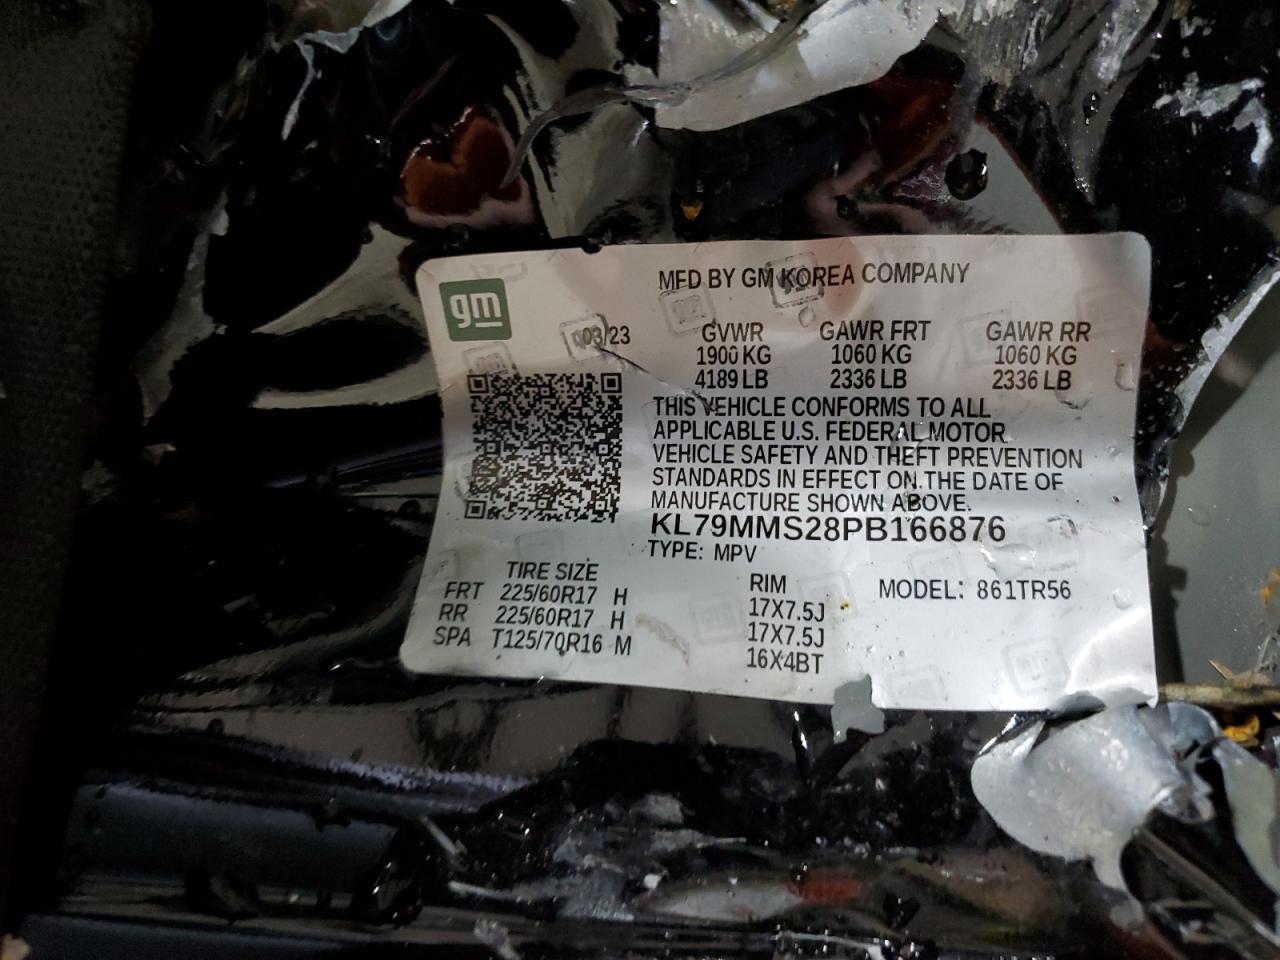 gm
MFD BY GM KOREA COMPANY
03/23
GVWR GAWR FRT GAWR RR
1900 KG 1060 KG 1060 KG
4189 LB 2336 LB 2336 LB
THIS VEHICLE CONFORMS TO ALL
APPLICABLE U.S. FEDERAL MOTOR
VEHICLE SAFETY AND THEFT PREVENTION
STANDARDS IN EFFECT ON THE DATE OF
MANUFACTURE SHOWN ABOVE.
KL79MMS28PB166876
TYPE: MPV
TIRE SIZE RIM MODEL: 861TR56
FRT 225/60R17 H 17X7.5J
RR 225/60R17 H 17X7.5J
SPA T125/70R16 M 16X4BT